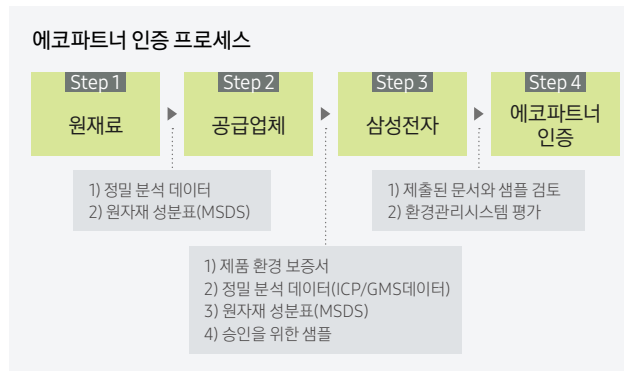 에코파트너 인증 프로세스
Step 1
원재료
Step 2
공급업체
Step 3
삼성전자
Step 4
에코파트너
인증
1) 정밀 분석 데이터
2) 원자재 성분표(MSDS)
1) 제출된 문서와 샘플 검토
2) 환경관리시스템 평가
1) 제품 환경 보증서
2) 정밀 분석 데이터(ICP/GMS데이터)
3) 원자재 성분표(MSDS)
4) 승인을 위한 샘플